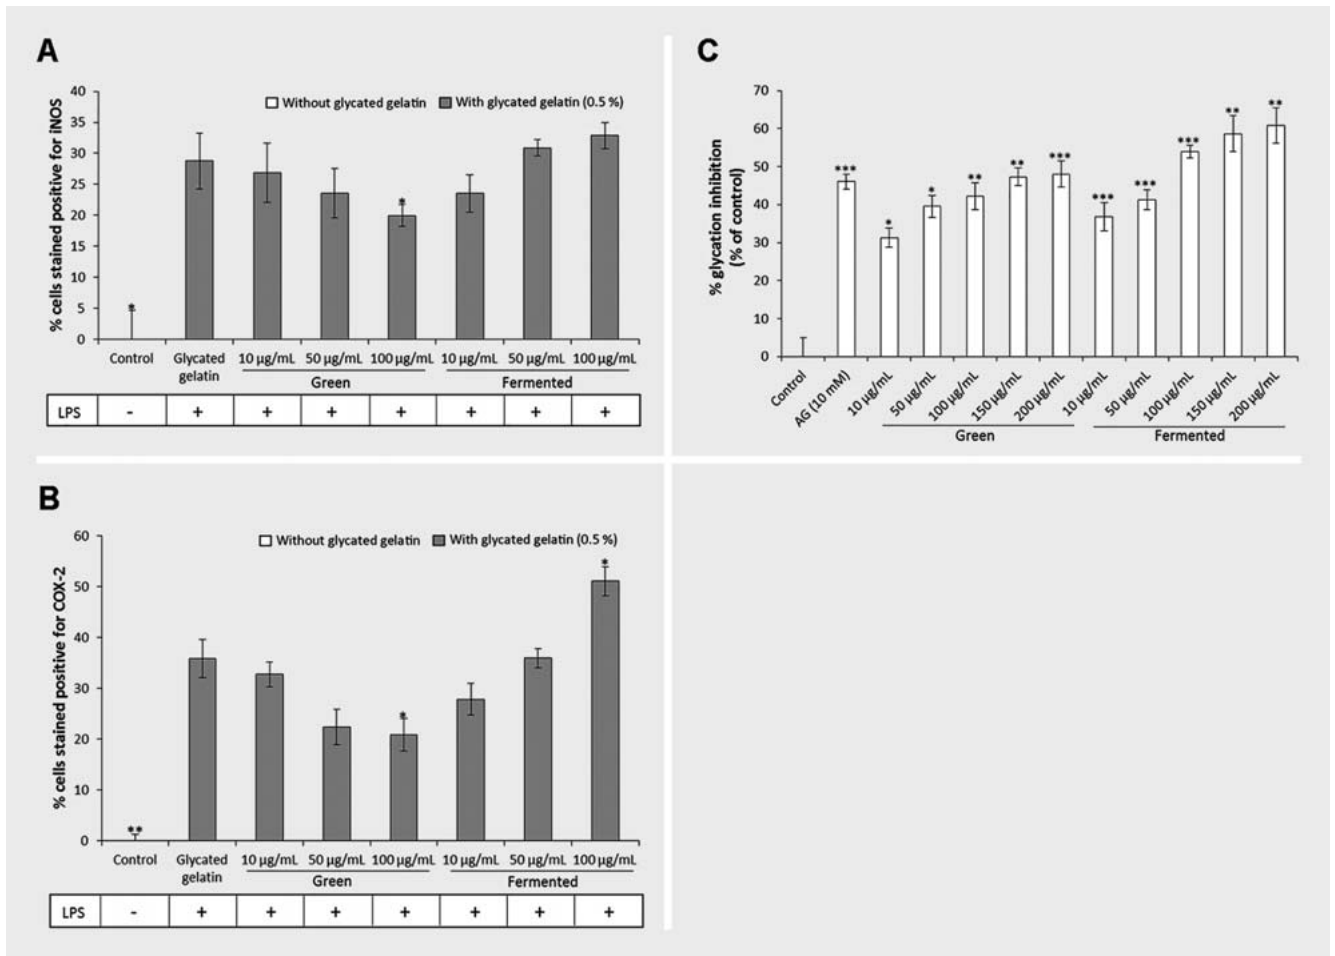 A
% cells stained positive for iNOS
40
35
30
25
20
15
10
5
0
Without glycated gelatin With glycated gelatin (0.5 %)
*
*
Control Glycated gelatin 10 µg/mL 50 µg/mL 100 µg/mL 10 µg/mL 50 µg/mL 100 µg/mL
Green Fermented
LPS - + + + + + + +
B
% cells stained positive for COX-2
60
50
40
30
20
10
0
Without glycated gelatin With glycated gelatin (0.5 %)
**
*
*
Control Glycated gelatin 10 µg/mL 50 µg/mL 100 µg/mL 10 µg/mL 50 µg/mL 100 µg/mL
Green Fermented
LPS - + + + + + + +
C
% glycation inhibition
(% of control)
70
60
50
40
30
20
10
0
*** * * ** ** *** *** *** *** ** **
Control AG (10 mM) 10 µg/mL 50 µg/mL 100 µg/mL 150 µg/mL 200 µg/mL 10 µg/mL 50 µg/mL 100 µg/mL 150 µg/mL 200 µg/mL
Green Fermented